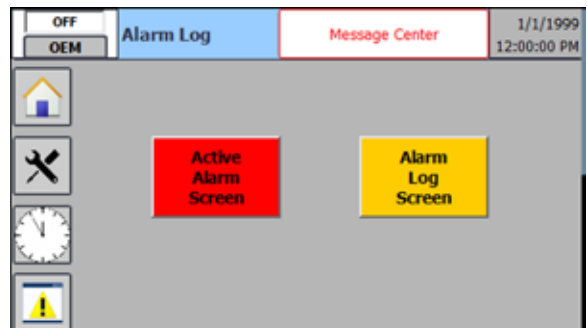 OFF
OEM
Alarm Log
Message Center
1/1/1999
12:00:00 PM
Active
Alarm
Screen
Alarm
Log
Screen